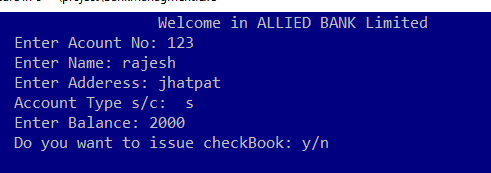 Welcome in ALLIED BANK Limited
Enter Acount No: 123
Enter Name: rajesh
Enter Adderess: jhatpat
Account Type s/c:  s
Enter Balance: 2000
Do you want to issue checkBook: y/n